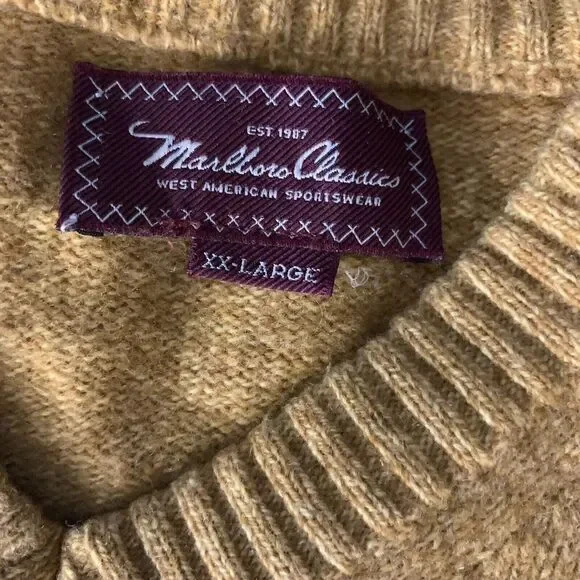 EST. 1987
Marlboro Classics
WEST AMERICAN SPORTSWEAR
XX-LARGE